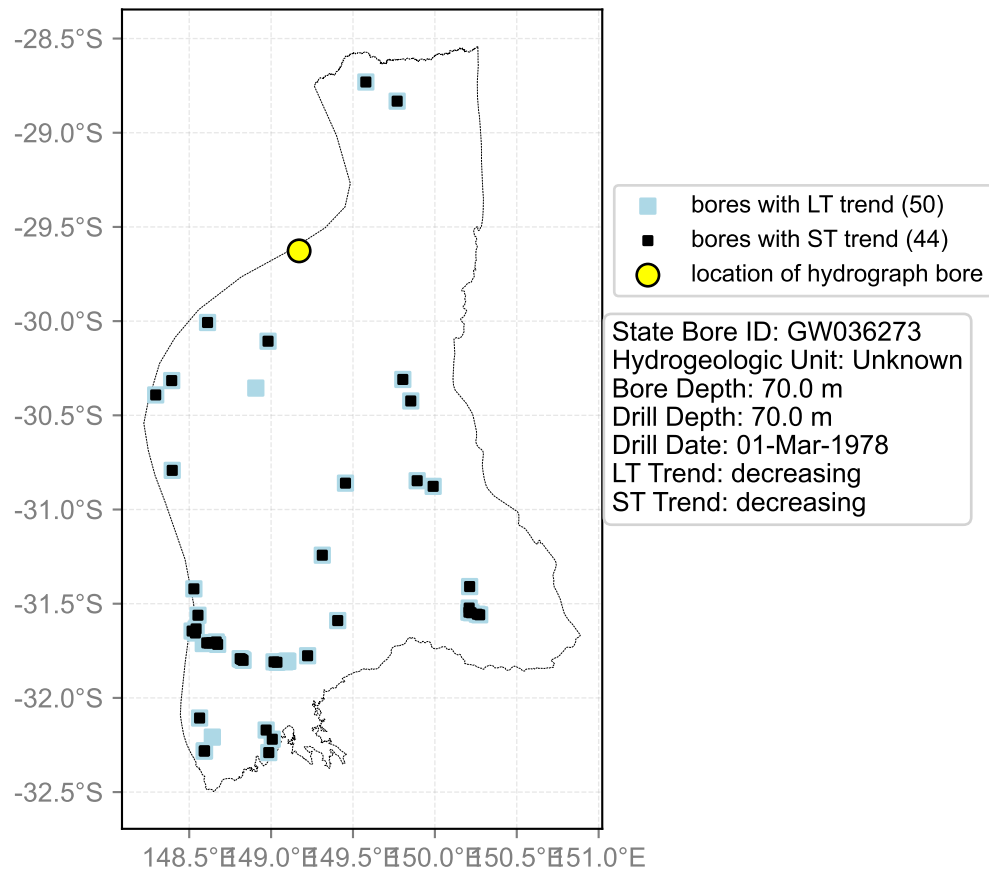 -28.5°S
-29.0°S
-29.5°S
-30.0°S
-30.5°S
-31.0°S
-31.5°S
-32.0°S
-32.5°S
148.5°E
149.0°E
149.5°E
150.0°E
150.5°E
151.0°E
bores with LT trend (50)
bores with ST trend (44)
location of hydrograph bore
State Bore ID: GW036273
Hydrogeologic Unit: Unknown
Bore Depth: 70.0 m
Drill Depth: 70.0 m
Drill Date: 01-Mar-1978
LT Trend: decreasing
ST Trend: decreasing